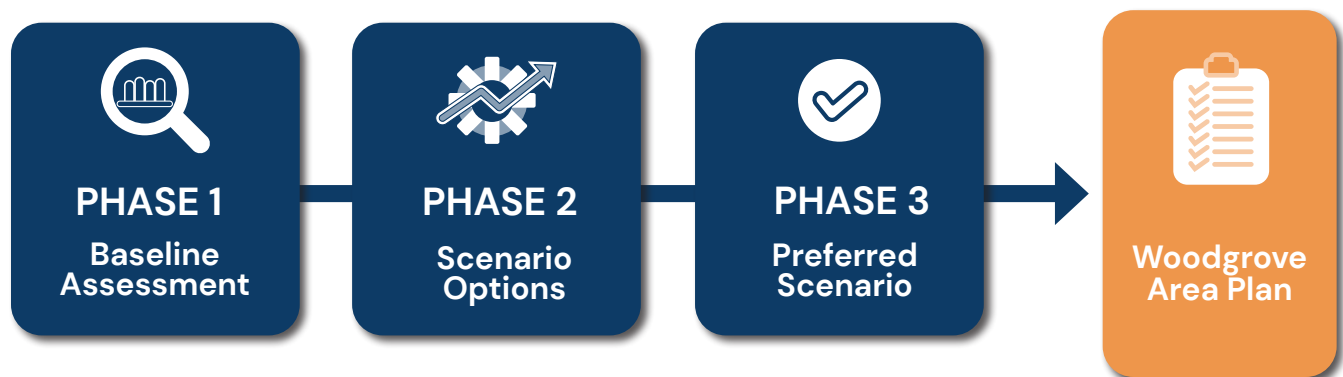 PHASE 1
Baseline
Assessment
PHASE 2
Scenario
Options
PHASE 3
Preferred
Scenario
Woodgrove
Area Plan